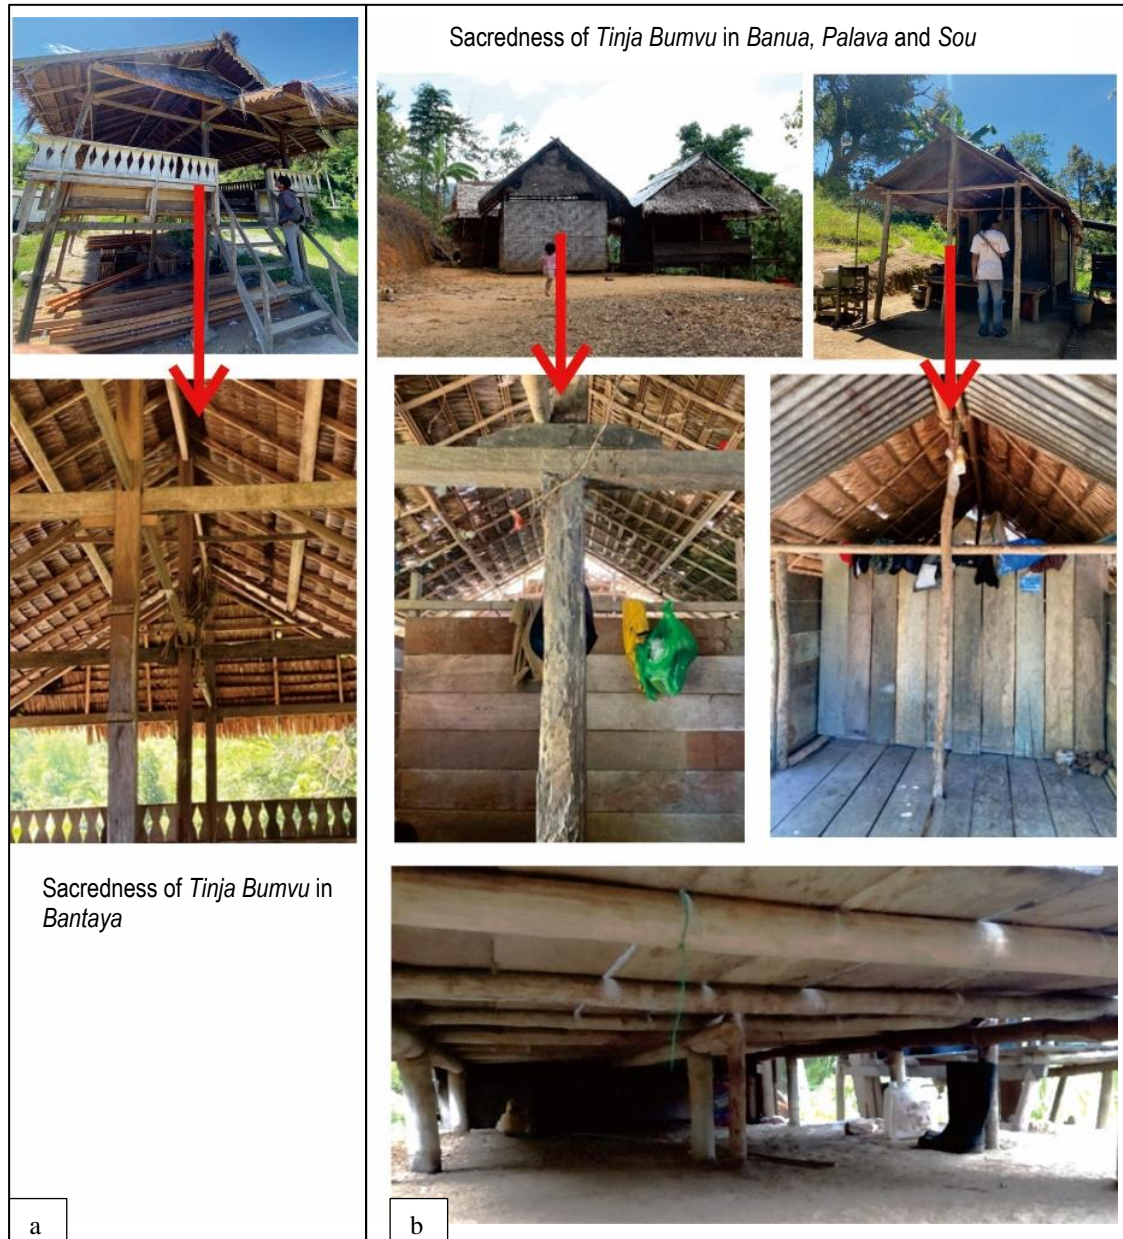 Sacredness of Tinja Bumvu in Banua, Palava and Sou
Sacredness of Tinja Bumvu in
Bantaya
a
b